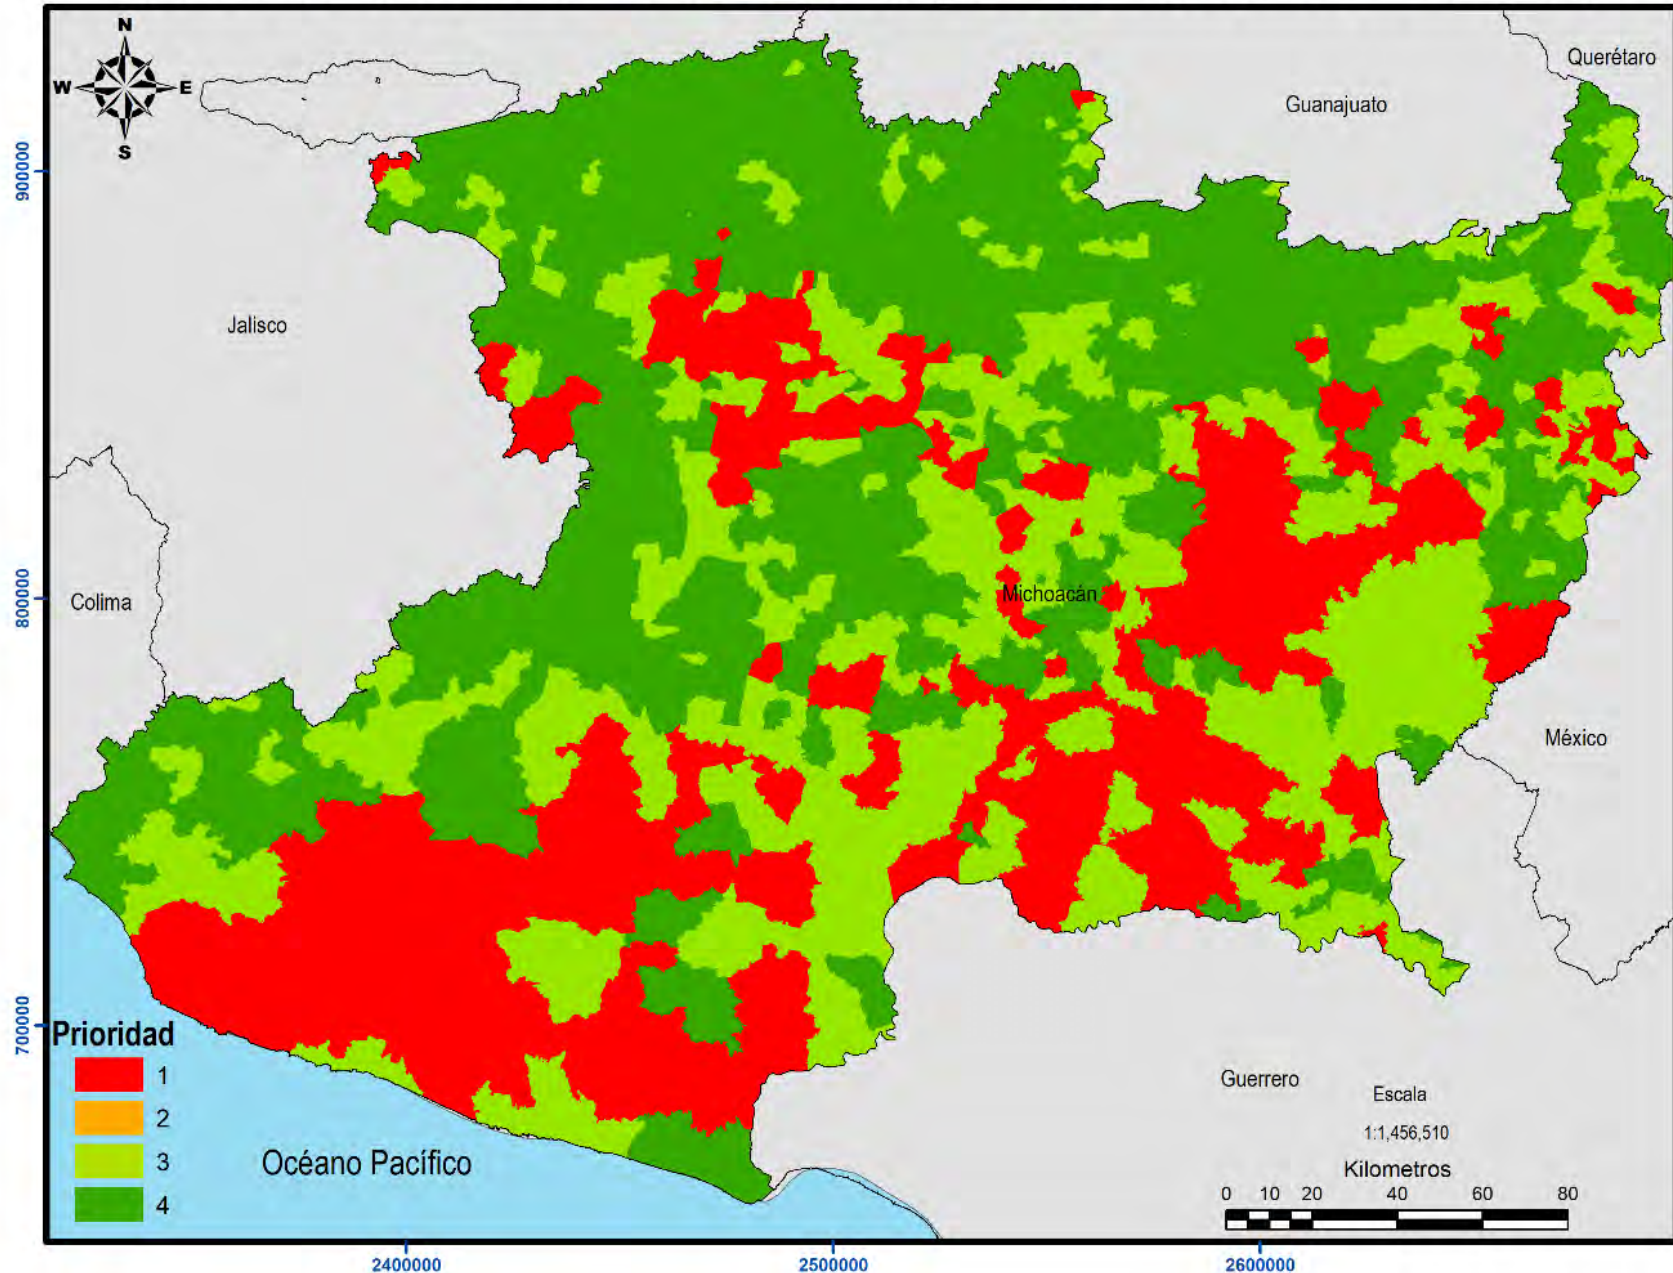 N
W
E
S
Querétaro
Guanajuato
Jalisco
Colima
Michoacán
México
Guerrero
Océano Pacífico
Prioridad
1
2
3
4
Escala
1:1,456,510
Kilometros
0 10 20 40 60 80
900000
800000
700000
2400000 2500000 2600000